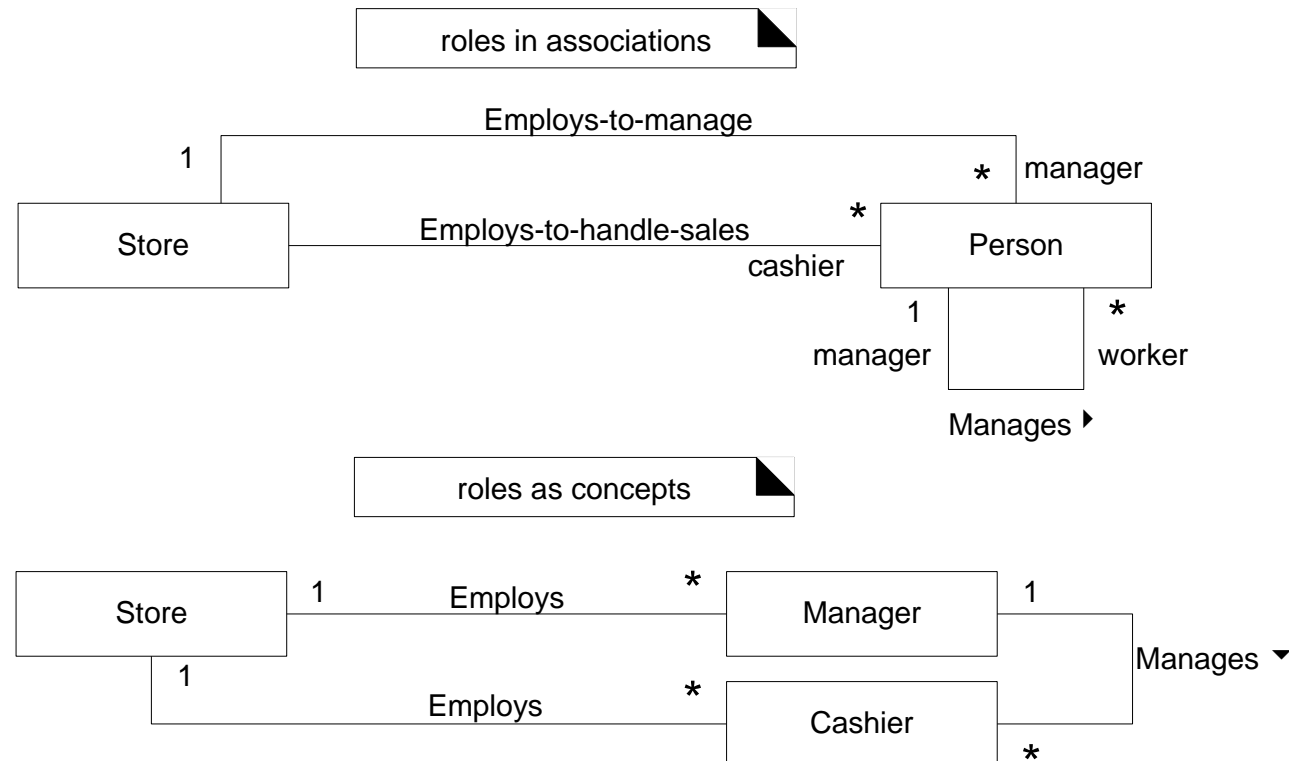 roles in associations
Employs-to-manage
1
* manager
Store
Employs-to-handle-sales
*
cashier
Person
1
*
manager
worker
Manages
roles as concepts
Store
1
Employs
*
Manager
1
Manages
1
Employs
*
Cashier
*